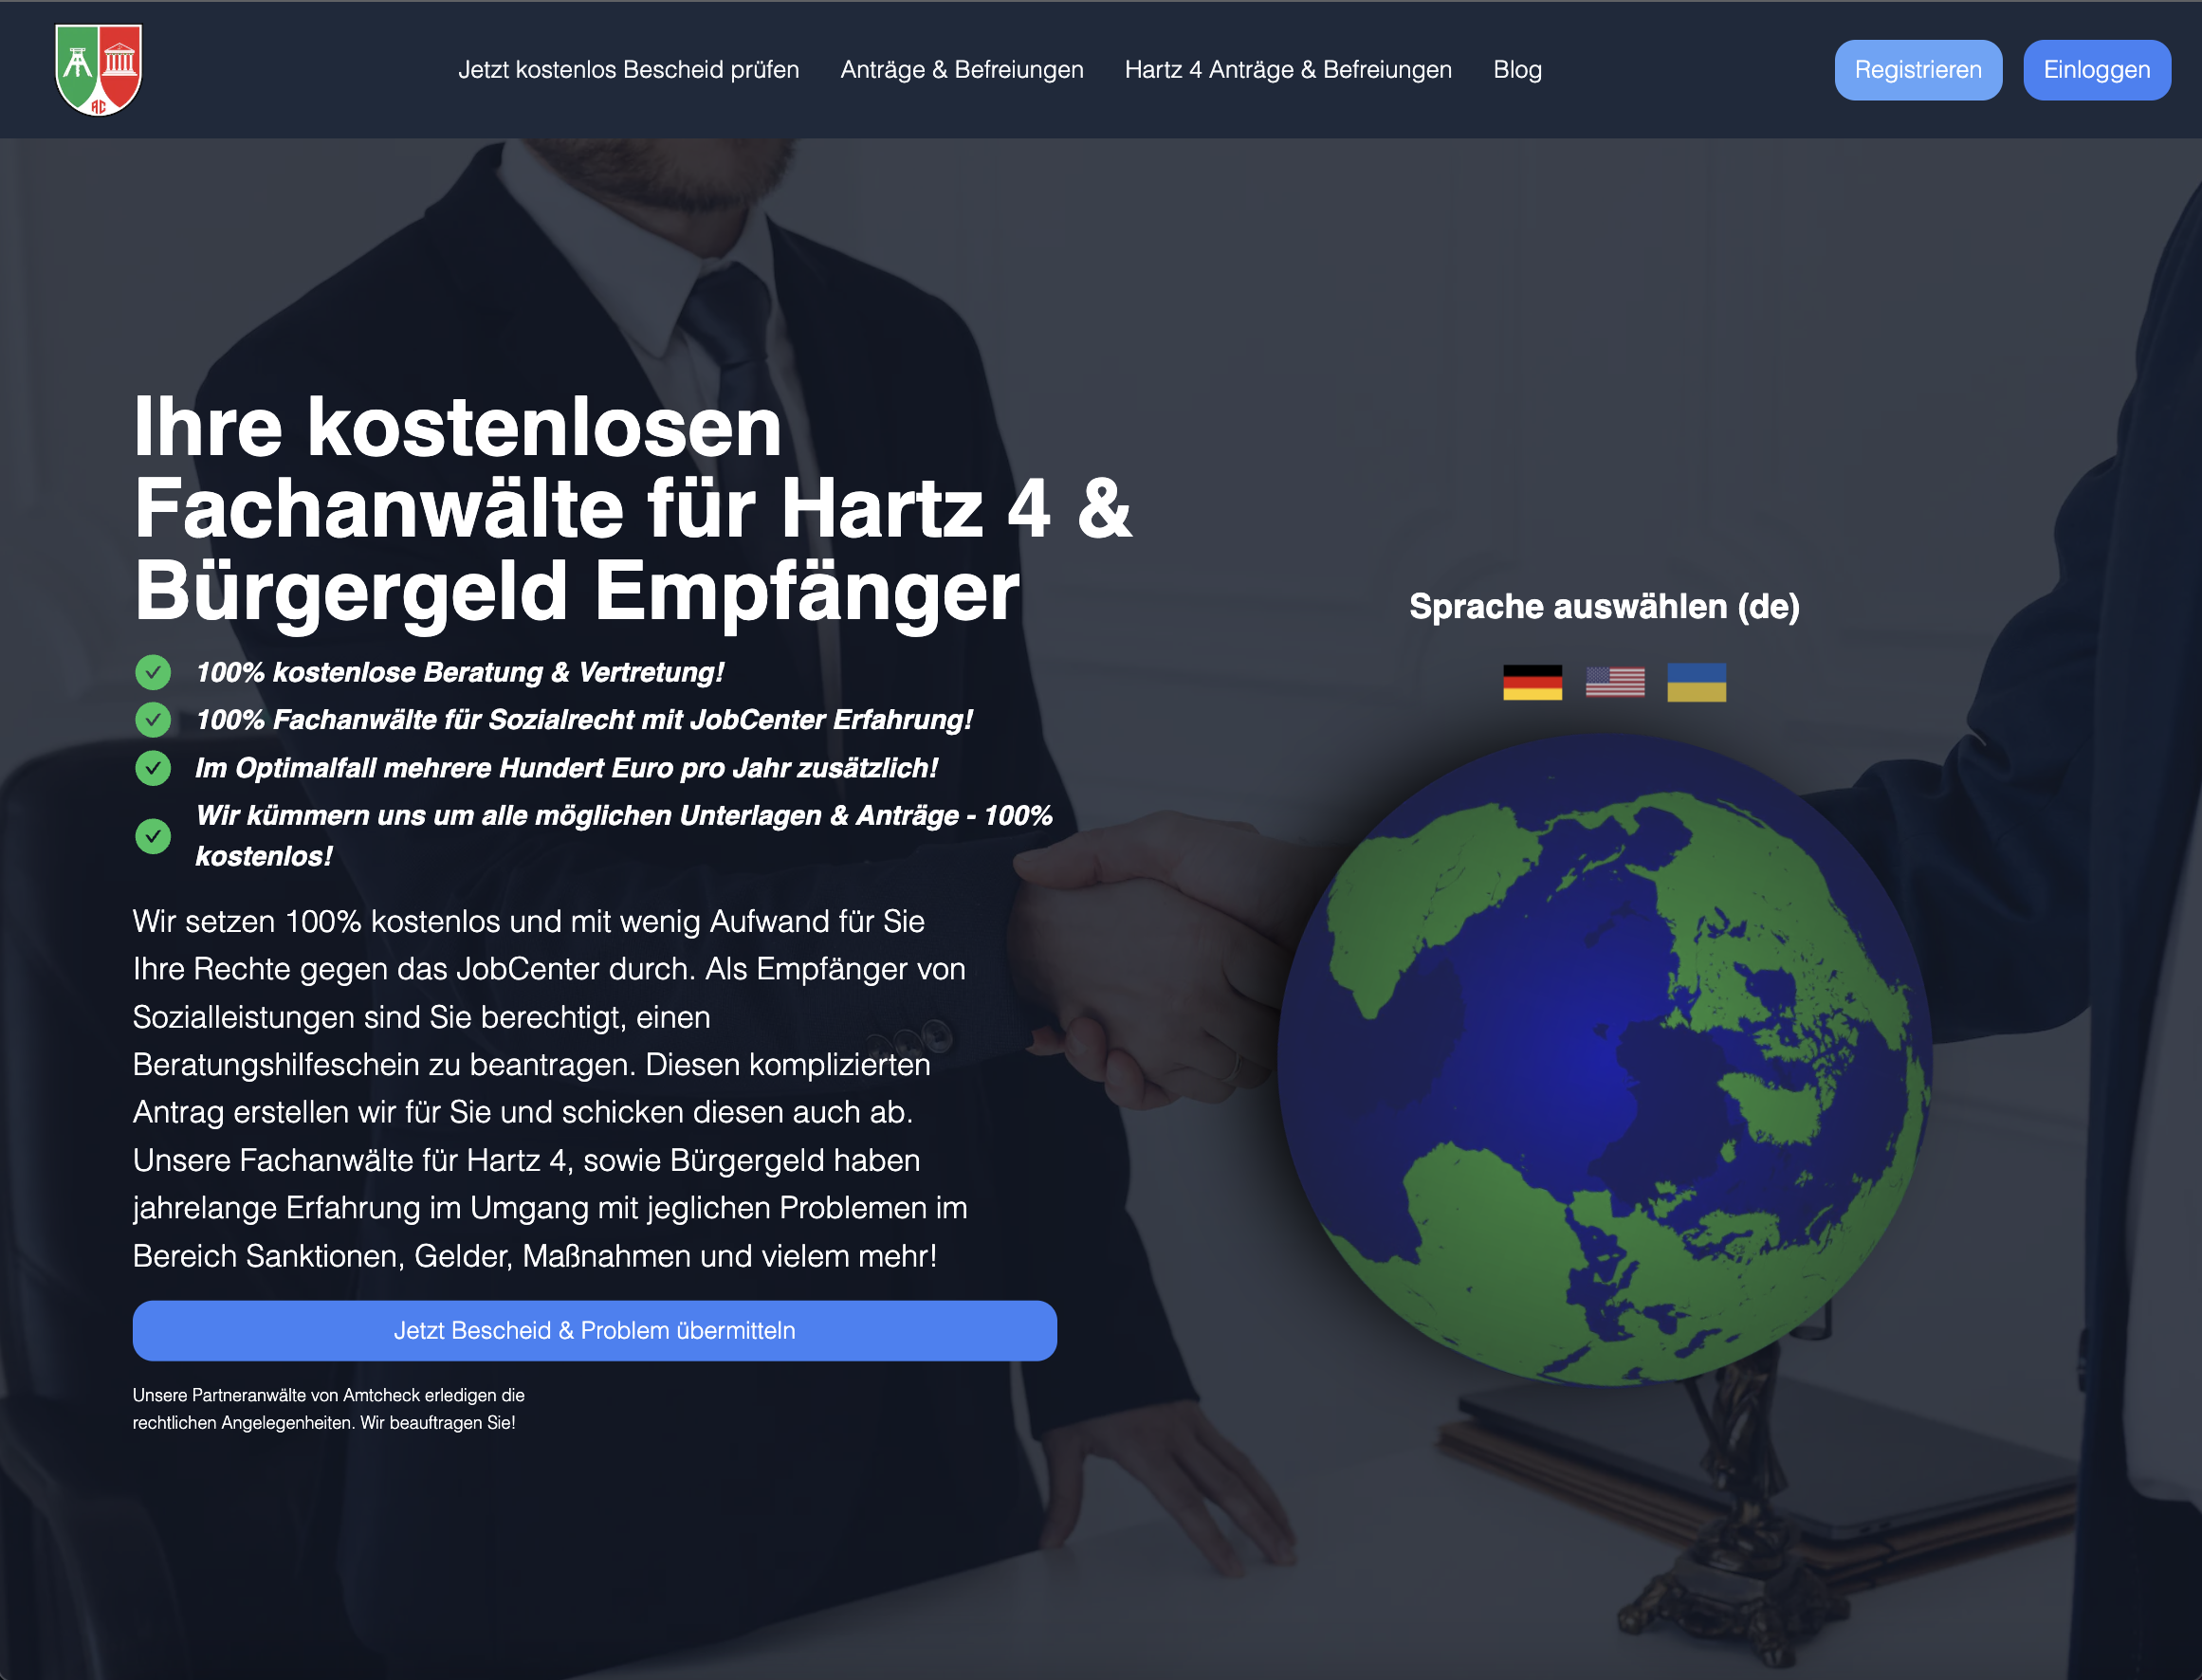 AC
Jetzt kostenlos Bescheid prüfen
Anträge & Befreiungen
Hartz 4 Anträge & Befreiungen
Blog
Registrieren
Einloggen
Ihre kostenlosen
Fachanwälte für Hartz 4 &
Bürgergeld Empfänger
100% kostenlose Beratung & Vertretung!
100% Fachanwälte für Sozialrecht mit JobCenter Erfahrung!
Im Optimalfall mehrere Hundert Euro pro Jahr zusätzlich!
Wir kümmern uns um alle möglichen Unterlagen & Anträge - 100%
kostenlos!
Wir setzen 100% kostenlos und mit wenig Aufwand für Sie
Ihre Rechte gegen das JobCenter durch. Als Empfänger von
Sozialleistungen sind Sie berechtigt, einen
Beratungshilfeschein zu beantragen. Diesen komplizierten
Antrag erstellen wir für Sie und schicken diesen auch ab.
Unsere Fachanwälte für Hartz 4, sowie Bürgergeld haben
jahrelange Erfahrung im Umgang mit jeglichen Problemen im
Bereich Sanktionen, Gelder, Maßnahmen und vielem mehr!
Jetzt Bescheid & Problem übermitteln
Unsere Partneranwälte von Amtcheck erledigen die
rechtlichen Angelegenheiten. Wir beauftragen Sie!
Sprache auswählen (de)